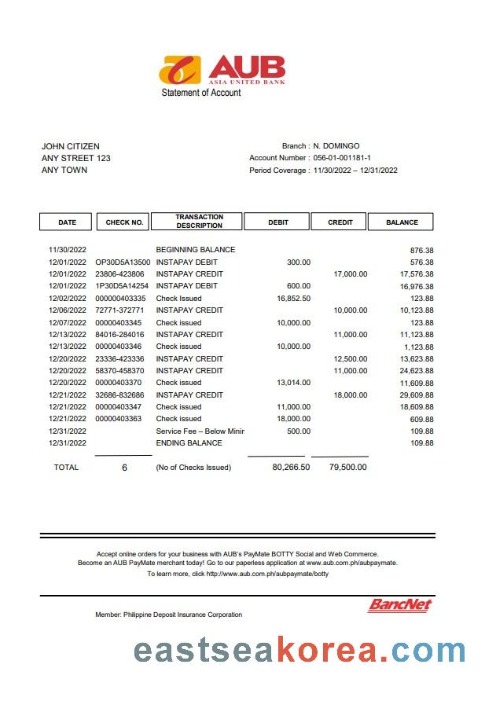 AUB
ASIA UNITED BANK
Statement of Account
JOHN CITIZEN
ANY STREET 123
ANY TOWN
Branch : N. DOMINGO
Account Number : 056-01-001181-1
Period Coverage : 11/30/2022 – 12/31/2022
DATE CHECK NO. TRANSACTION DESCRIPTION DEBIT CREDIT BALANCE
11/30/2022 BEGINNING BALANCE 876.38
12/01/2022 OP30D5A13500 INSTAPAY DEBIT 300.00 576.38
12/01/2022 23806-423806 INSTAPAY CREDIT 17,000.00 17,576.38
12/01/2022 1P30D5A14254 INSTAPAY DEBIT 600.00 16,976.38
12/02/2022 00000403335 Check Issued 16,852.50 123.88
12/06/2022 72771-372771 INSTAPAY CREDIT 10,000.00 10,123.88
12/07/2022 00000403345 Check issued 10,000.00 123.88
12/13/2022 84016-284016 INSTAPAY CREDIT 11,000.00 11,123.88
12/13/2022 00000403346 Check issued 10,000.00 1,123.88
12/20/2022 23336-423336 INSTAPAY CREDIT 12,500.00 13,623.88
12/20/2022 58370-458370 INSTAPAY CREDIT 11,000.00 24,623.88
12/20/2022 00000403370 Check issued 13,014.00 11,609.88
12/21/2022 32686-832686 INSTAPAY CREDIT 18,000.00 29,609.88
12/21/2022 00000403347 Check issued 11,000.00 18,609.88
12/21/2022 00000403363 Check issued 18,000.00 609.88
12/31/2022 Service Fee – Below Minir 500.00 109.88
12/31/2022 ENDING BALANCE 109.88
TOTAL 6 (No of Checks Issued) 80,266.50 79,500.00
Accept online orders for your business with AUB's PayMate BOTTY Social and Web Commerce.
Become an AUB PayMate merchant today! Go to our paperless application at www.aub.com.ph/aubpaymate.
To learn more, click http://www.aub.com.ph/aubpaymate/botty
BancNet
Member: Philippine Deposit Insurance Corporation
eastseakorea.com